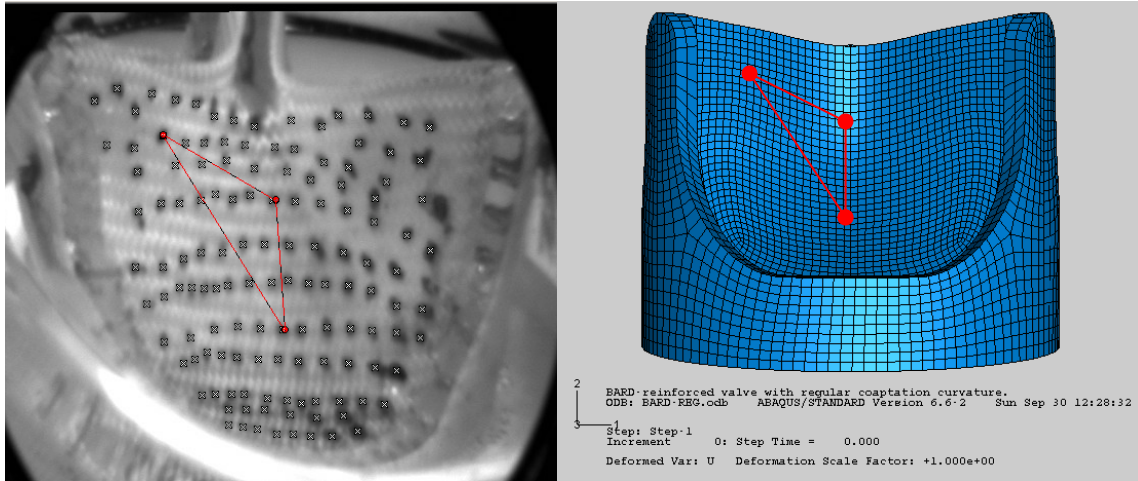 2
3 1
BARD-reinforced valve with regular coaptation curvature.
ODB: BARD-REG.odb ABAQUS/STANDARD Version 6.6-2 Sun Sep 30 12:28:32
Step: Step-1
Increment 0: Step Time = 0.000
Deformed Var: U Deformation Scale Factor: +1.000e+00